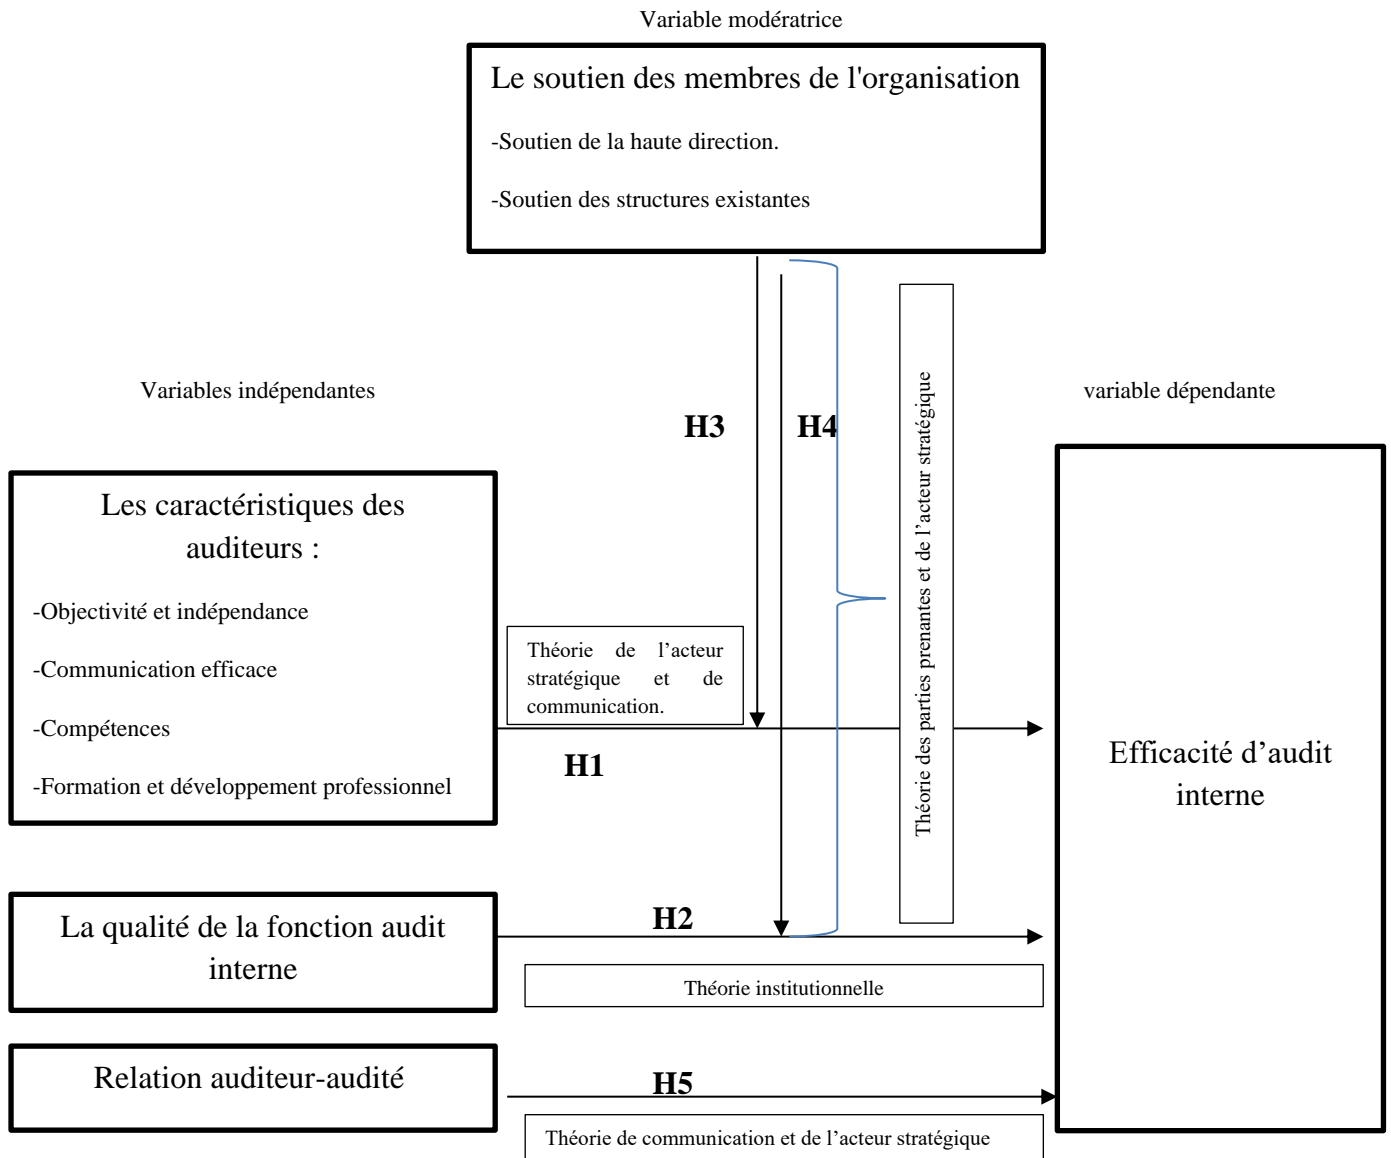 Variable modératrice
Le soutien des membres de l'organisation
-Soutien de la haute direction.
-Soutien des structures existantes
Variables indépendantes
variable dépendante
H3
H4
Théorie des parties prenantes et de l’acteur stratégique
Les caractéristiques des
auditeurs :
-Objectivité et indépendance
-Communication efficace
-Compétences
-Formation et développement professionnel
Théorie de l’acteur
stratégique et de
communication.
H1
Efficacité d’audit
interne
La qualité de la fonction audit
interne
H2
Théorie institutionnelle
Relation auditeur-audité
H5
Théorie de communication et de l’acteur stratégique